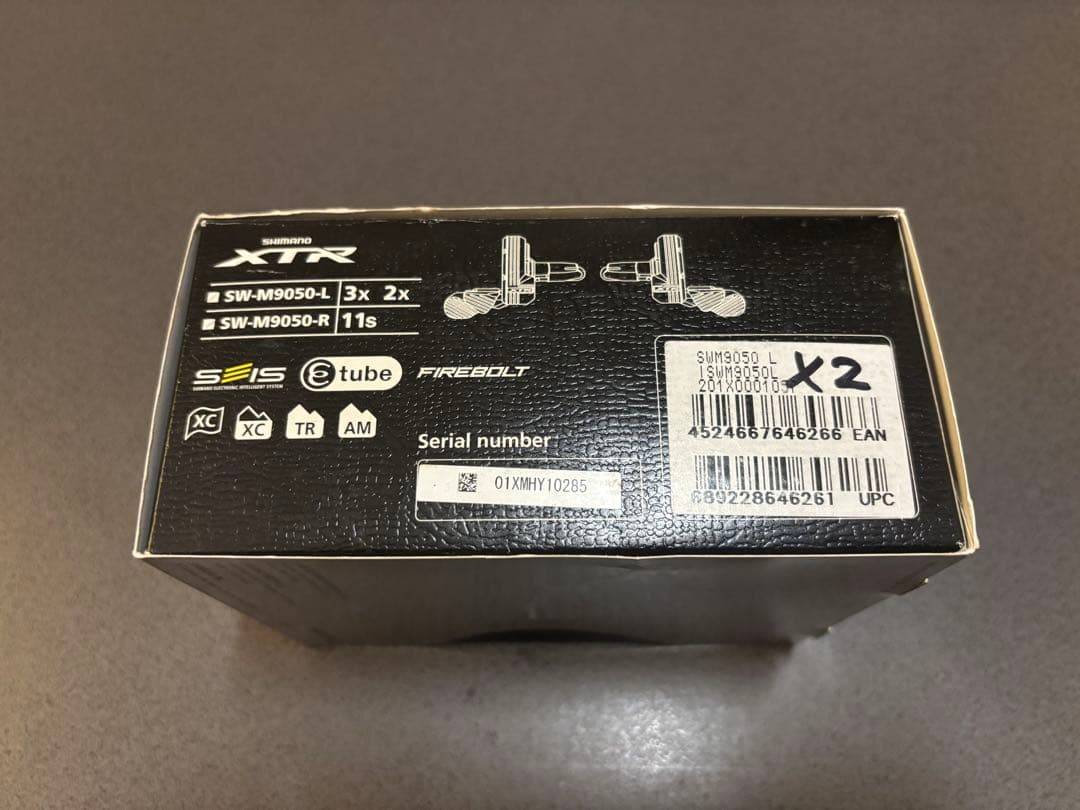 SHIMANO
XTR
SW-M9050-L 3x 2x
SW-M9050-R 11s
SEIS
SHIMANO ELECTRONIC INTELLIGENT SYSTEM
e tube
FIREBOLT
XC
XC
TR
AM
Serial number
01XMHY10285
SWM9050 L
ISWM9050L
X2
4524667646266 EAN
689228646261 UPC